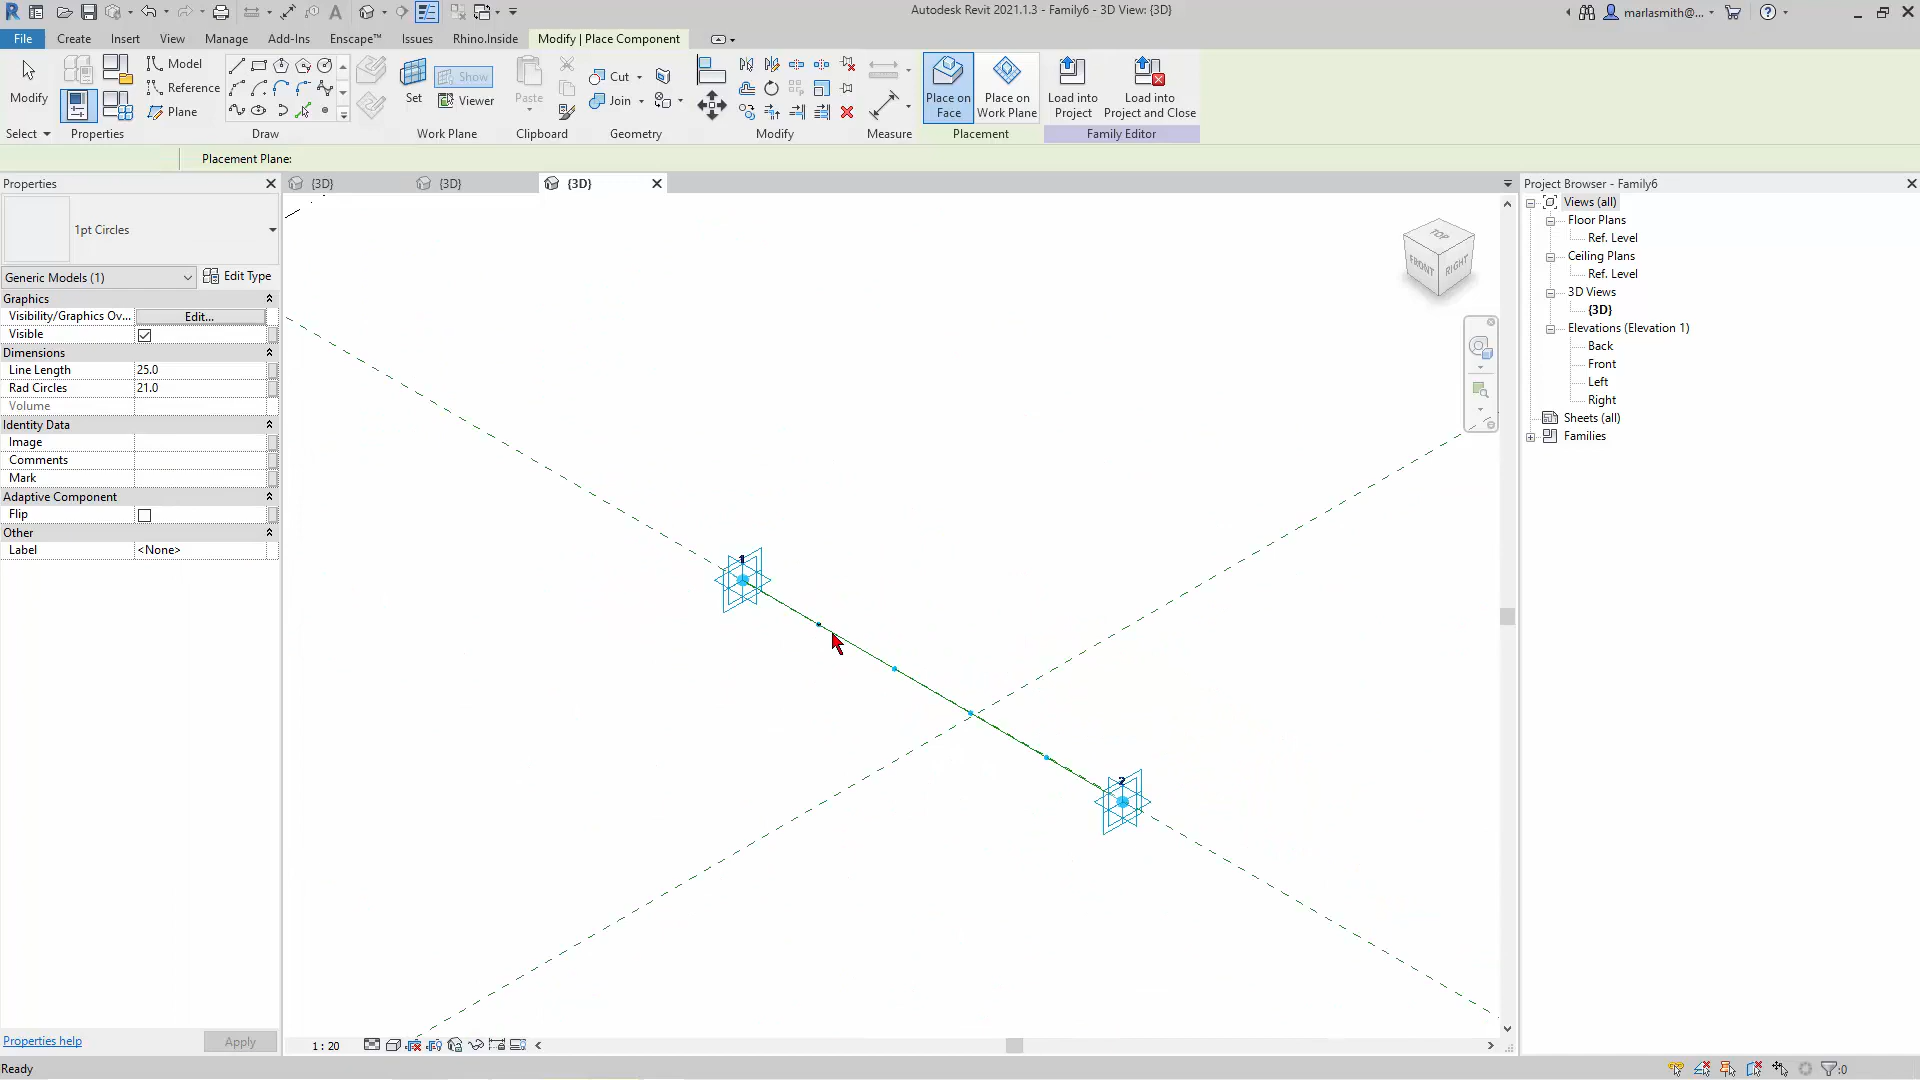 Autodesk Revit 2021.1.3 - Family6 - 3D View: {3D}
marlasmith@...
File Create Insert View Manage Add-Ins Enscape™ Issues Rhino.Inside Modify | Place Component
Modify
Select
Properties
Model
Reference
Plane
Draw
Set
Show
Viewer
Work Plane
Paste
Clipboard
Cut
Join
Geometry
Modify
Measure
Place on Face
Place on Work Plane
Placement
Load into Project
Load into Project and Close
Family Editor
Placement Plane:
Properties
{3D} {3D} {3D}
Project Browser - Family6
1pt Circles
Generic Models (1)
Edit Type
Graphics
Visibility/Graphics Ov... Edit...
Visible
Dimensions
Line Length 25.0
Rad Circles 21.0
Volume
Identity Data
Image
Comments
Mark
Adaptive Component
Flip
Other
Label <None>
Properties help
Apply
TOP
FRONT
RIGHT
1
2
1 : 20
Views (all)
Floor Plans
Ref. Level
Ceiling Plans
Ref. Level
3D Views
{3D}
Elevations (Elevation 1)
Back
Front
Left
Right
Sheets (all)
Families
Ready
:0